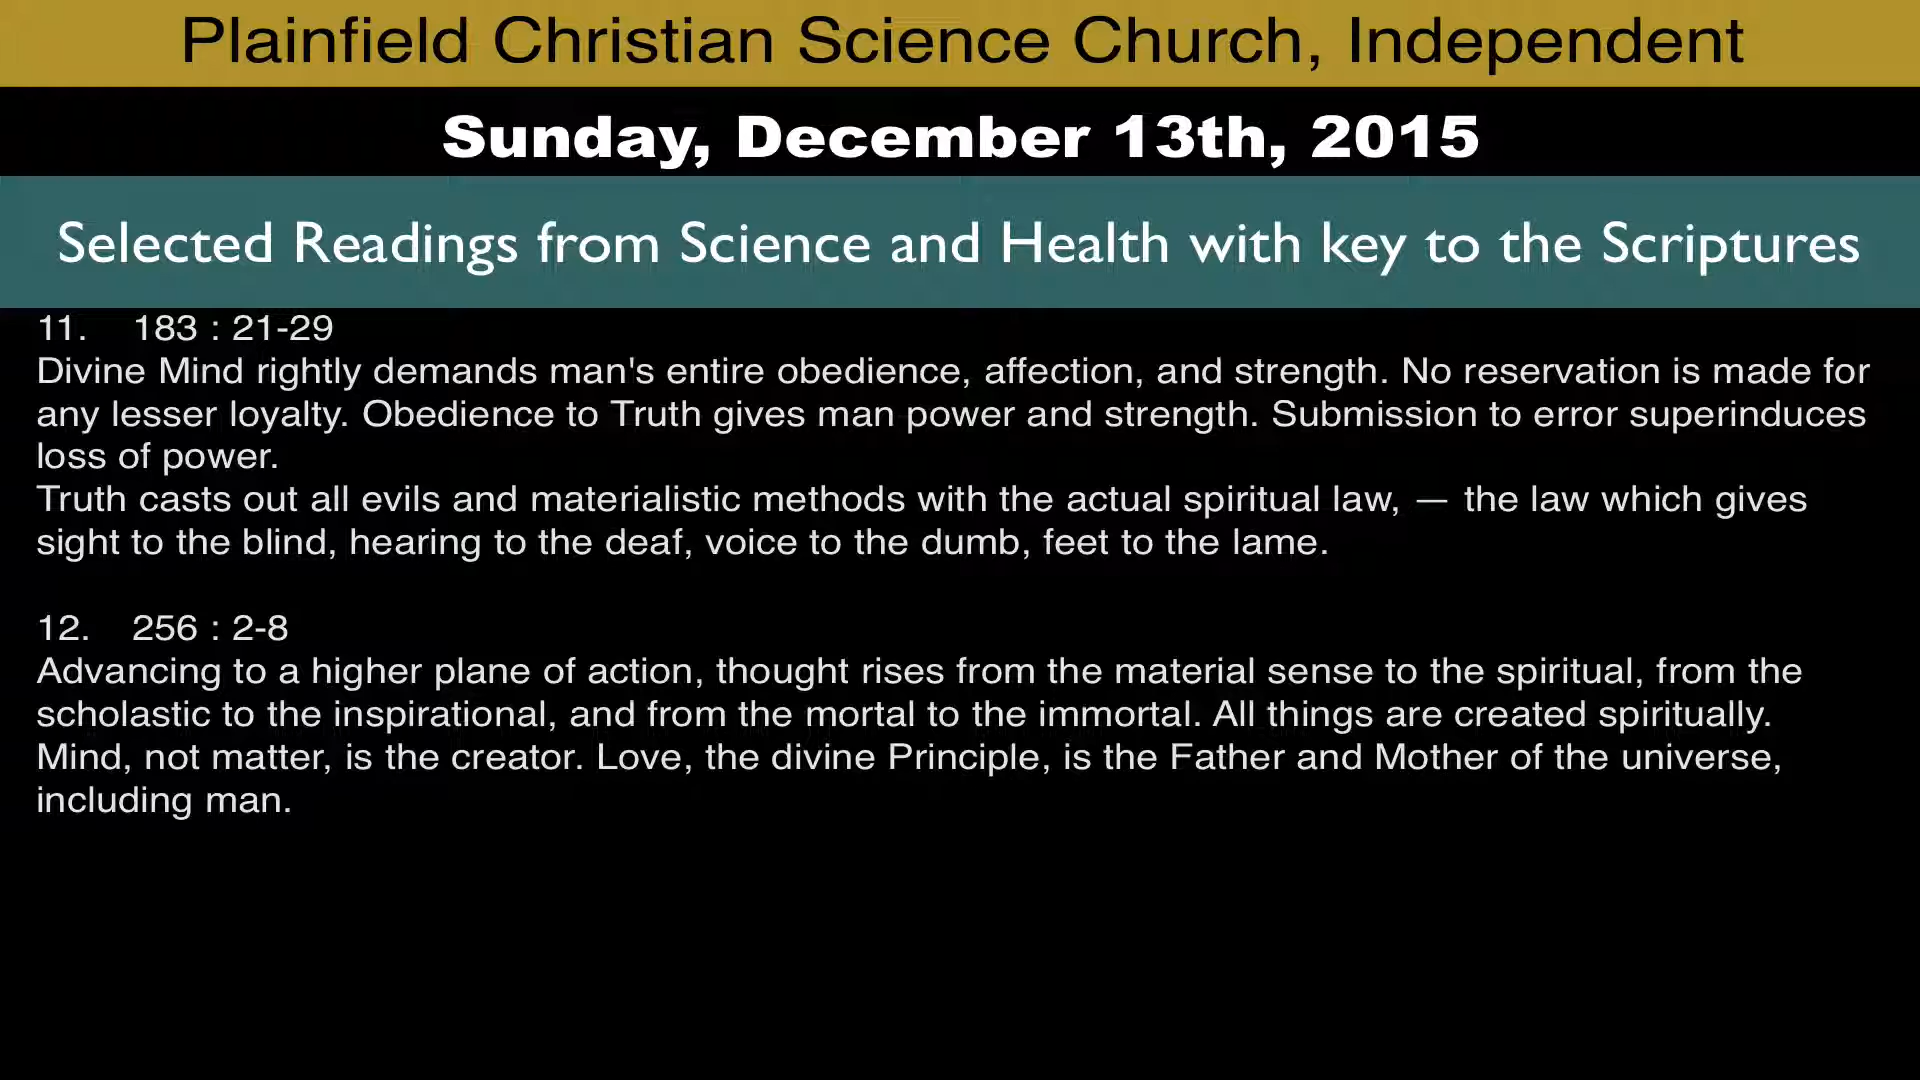 Plainfield Christian Science Church, Independent
Sunday, December 13th, 2015
Selected Readings from Science and Health with key to the Scriptures
11. 183 : 21-29
Divine Mind rightly demands man's entire obedience, affection, and strength. No reservation is made for
any lesser loyalty. Obedience to Truth gives man power and strength. Submission to error superinduces
loss of power.
Truth casts out all evils and materialistic methods with the actual spiritual law, — the law which gives
sight to the blind, hearing to the deaf, voice to the dumb, feet to the lame.
12. 256 : 2-8
Advancing to a higher plane of action, thought rises from the material sense to the spiritual, from the
scholastic to the inspirational, and from the mortal to the immortal. All things are created spiritually.
Mind, not matter, is the creator. Love, the divine Principle, is the Father and Mother of the universe,
including man.